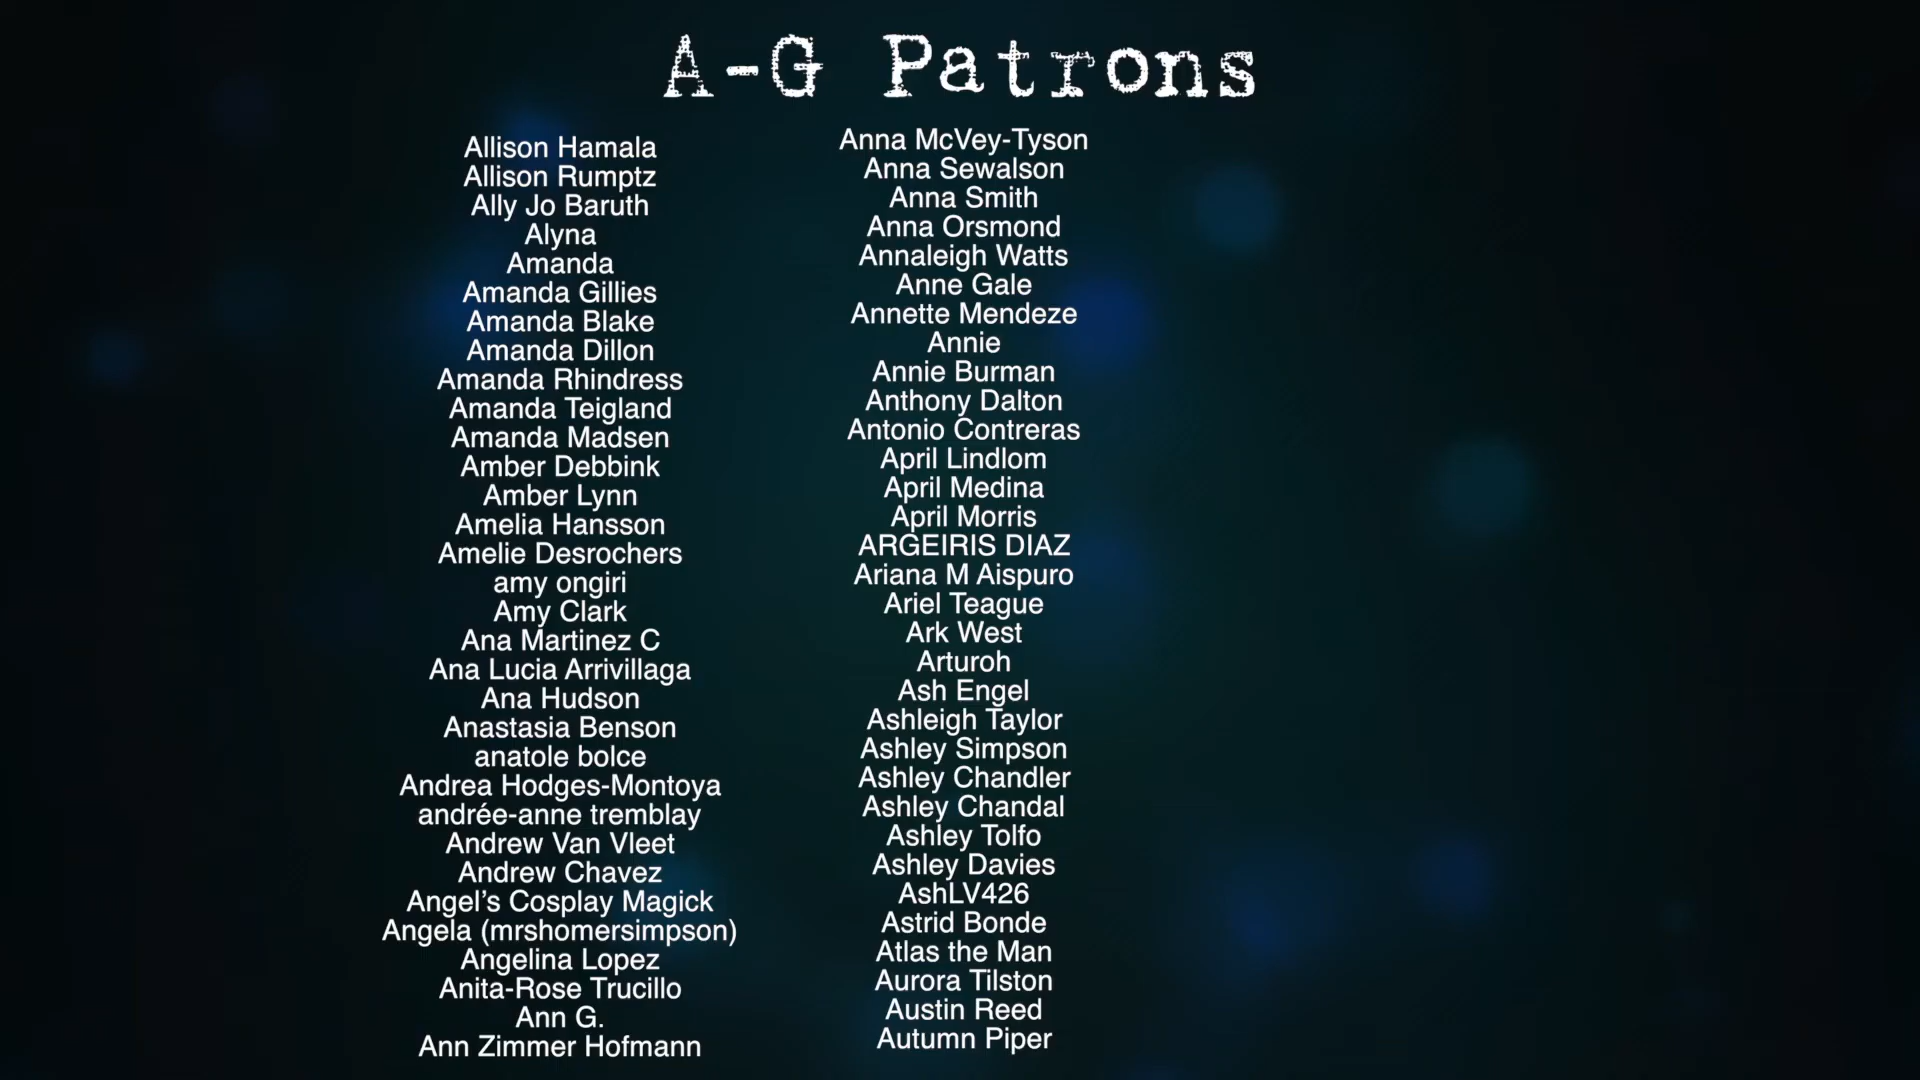 A-G Patrons
Allison Hamala
Allison Rumptz
Ally Jo Baruth
Alyna
Amanda
Amanda Gillies
Amanda Blake
Amanda Dillon
Amanda Rhindress
Amanda Teigland
Amanda Madsen
Amber Debbink
Amber Lynn
Amelia Hansson
Amelie Desrochers
amy ongiri
Amy Clark
Ana Martinez C
Ana Lucia Arrivillaga
Ana Hudson
Anastasia Benson
anatole bolce
Andrea Hodges-Montoya
andrée-anne tremblay
Andrew Van Vleet
Andrew Chavez
Angel’s Cosplay Magick
Angela (mrshomersimpson)
Angelina Lopez
Anita-Rose Trucillo
Ann G.
Ann Zimmer Hofmann
Anna McVey-Tyson
Anna Sewalson
Anna Smith
Anna Orsmond
Annaleigh Watts
Anne Gale
Annette Mendeze
Annie
Annie Burman
Anthony Dalton
Antonio Contreras
April Lindlom
April Medina
April Morris
ARGEIRIS DIAZ
Ariana M Aispuro
Ariel Teague
Ark West
Arturoh
Ash Engel
Ashleigh Taylor
Ashley Simpson
Ashley Chandler
Ashley Chandal
Ashley Tolfo
Ashley Davies
AshLV426
Astrid Bonde
Atlas the Man
Aurora Tilston
Austin Reed
Autumn Piper